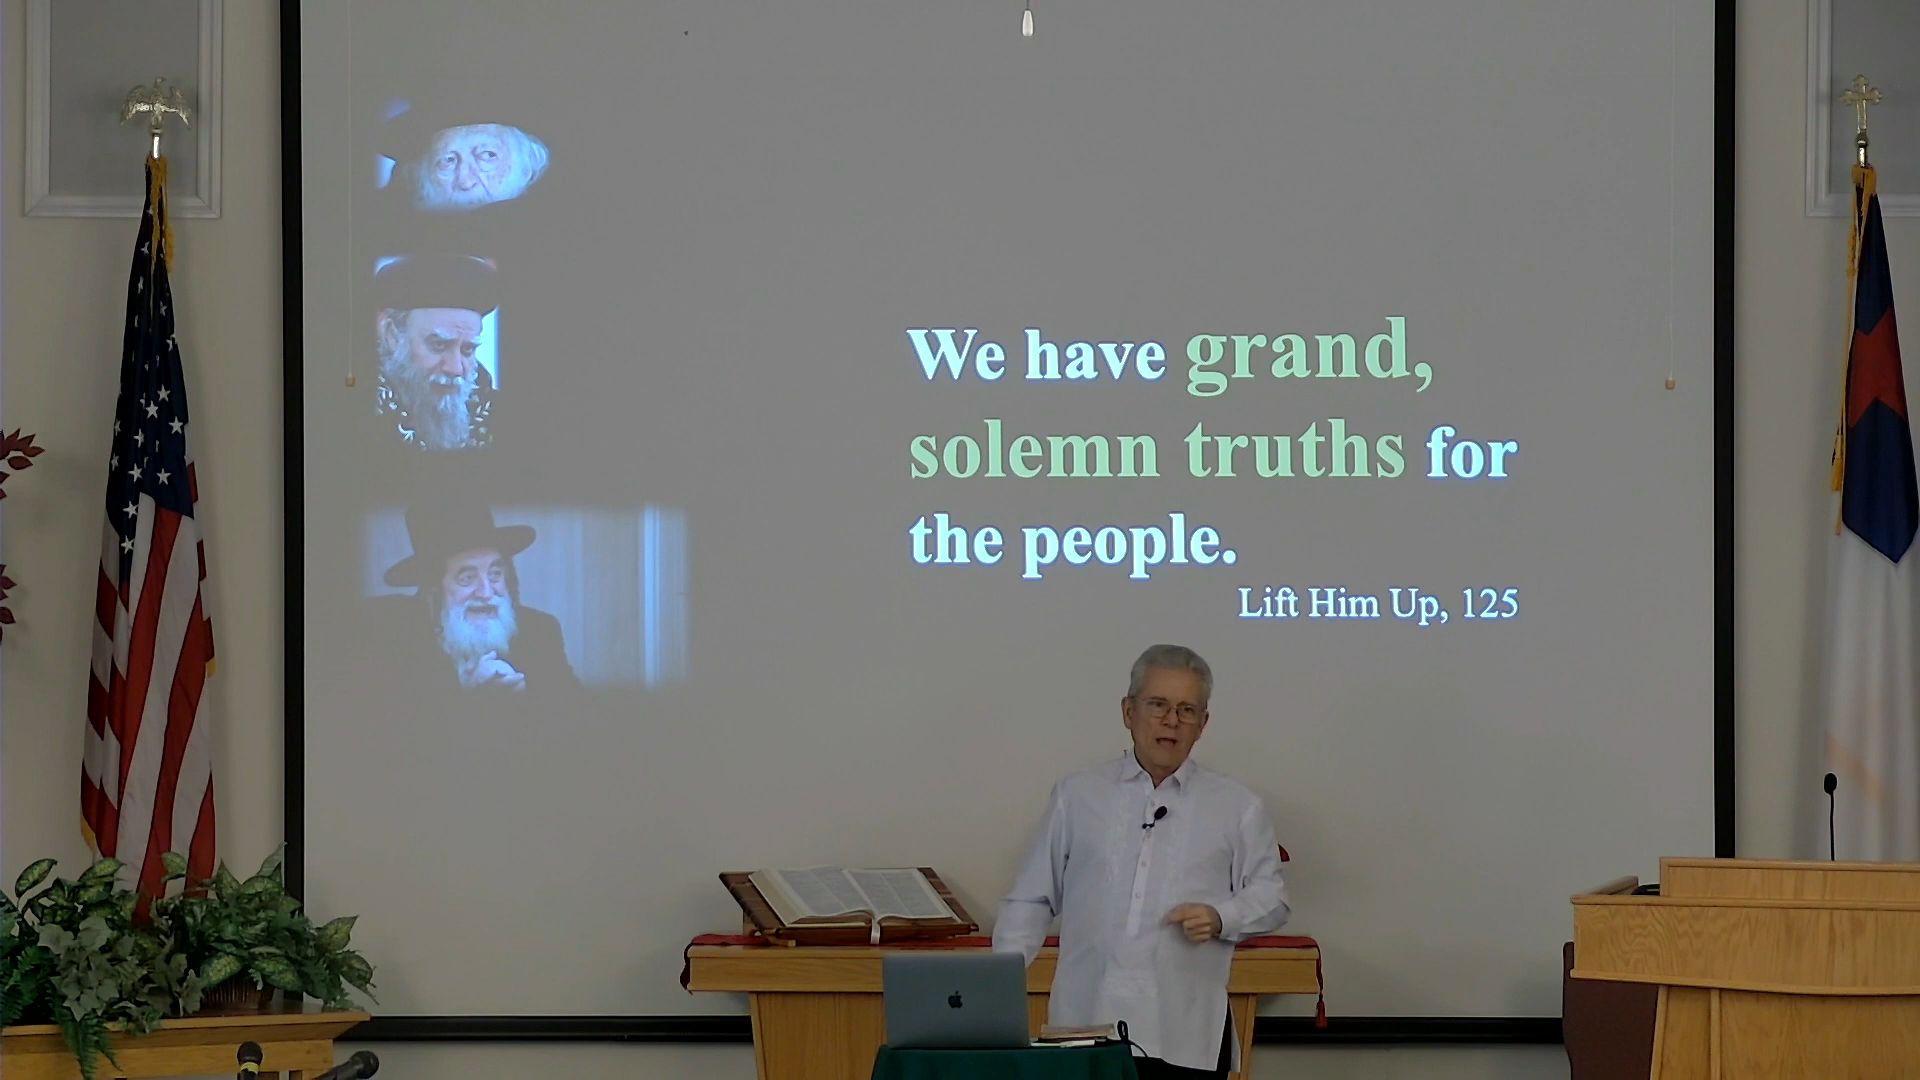 We have grand,
solemn truths for
the people.
Lift Him Up, 125